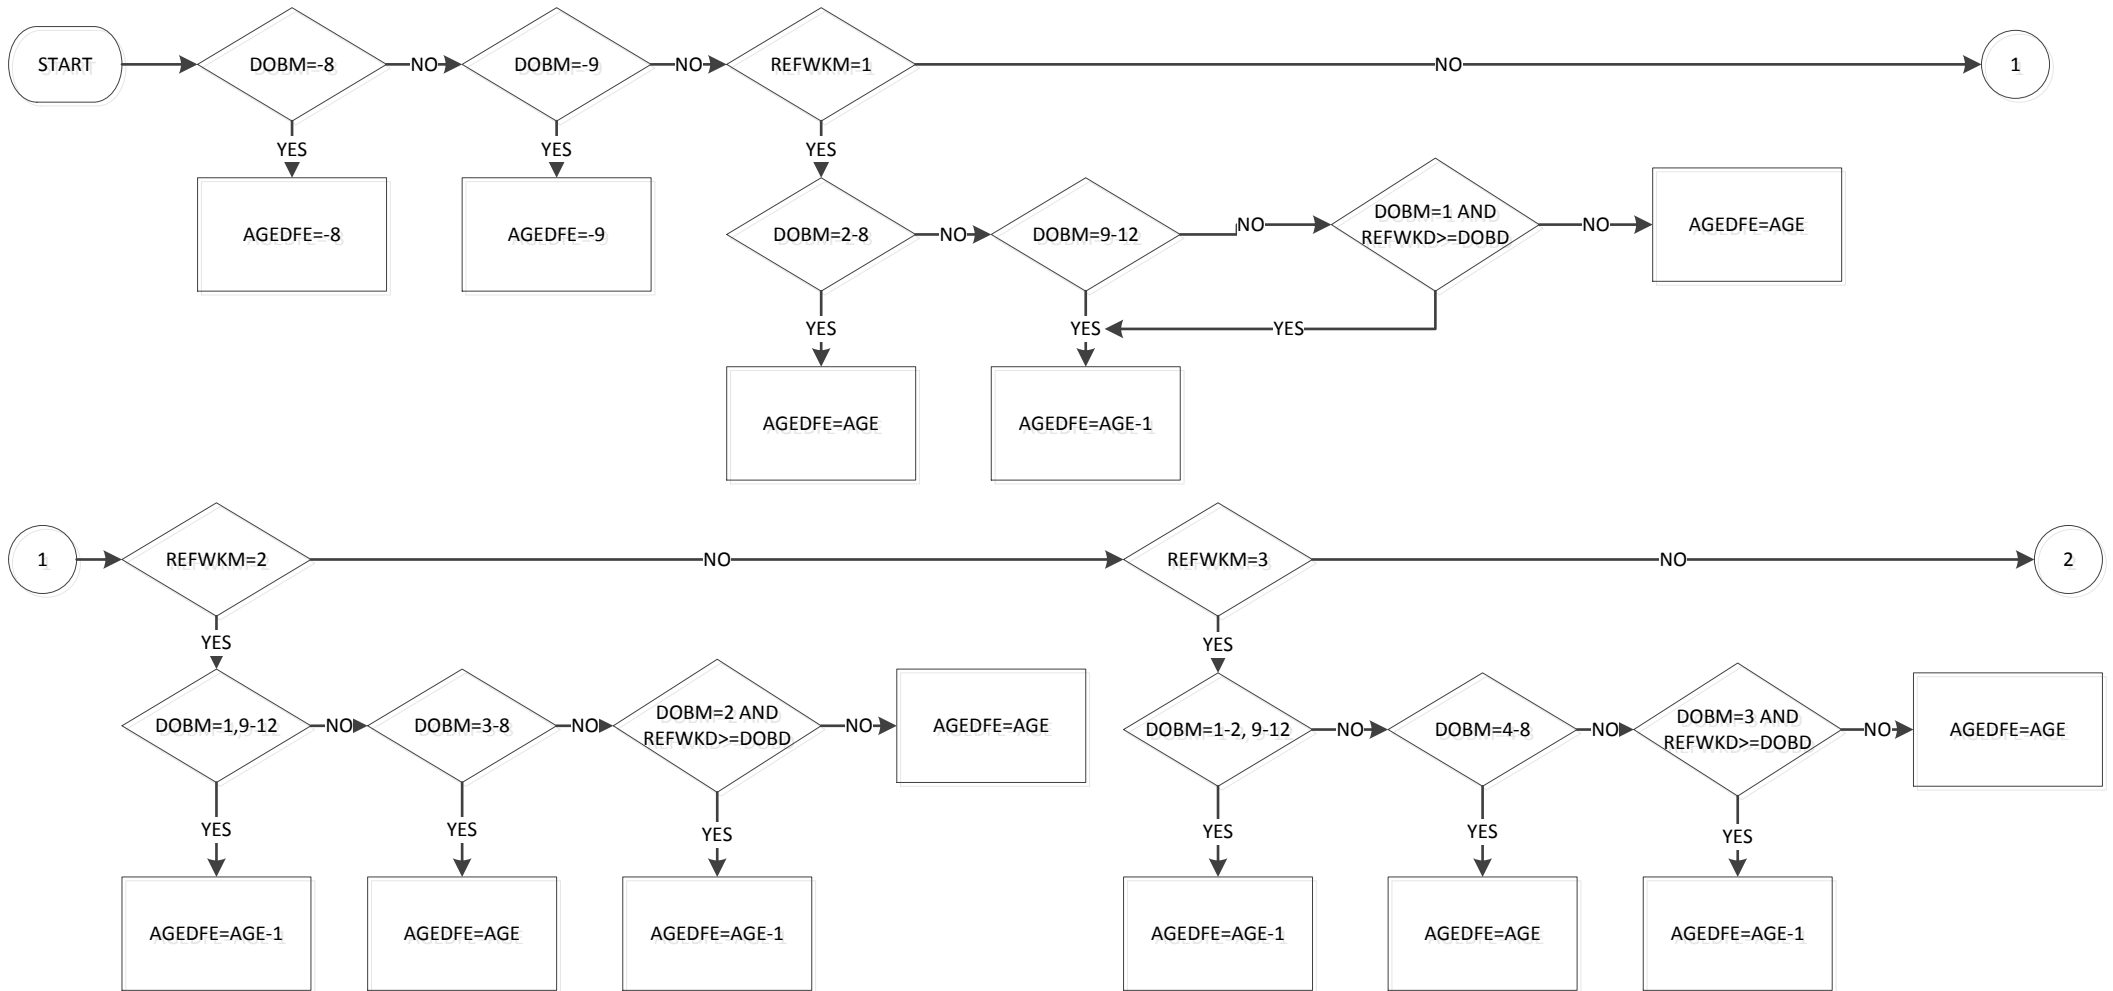 START
DOBM=-8
NO
DOBM=-9
NO
REFWKM=1
NO
1
YES
YES
YES
AGEDFE=-8
AGEDFE=-9
DOBM=2-8
NO
DOBM=9-12
NO
DOBM=1 AND
REFWKD>=DOBD
NO
AGEDFE=AGE
YES
YES
YES
AGEDFE=AGE
AGEDFE=AGE-1
1
REFWKM=2
NO
REFWKM=3
NO
2
YES
YES
DOBM=1,9-12
NO
DOBM=3-8
NO
DOBM=2 AND
REFWKD>=DOBD
NO
AGEDFE=AGE
DOBM=1-2, 9-12
NO
DOBM=4-8
NO
DOBM=3 AND
REFWKD>=DOBD
NO
AGEDFE=AGE
YES
YES
YES
YES
YES
YES
AGEDFE=AGE-1
AGEDFE=AGE
AGEDFE=AGE-1
AGEDFE=AGE-1
AGEDFE=AGE
AGEDFE=AGE-1